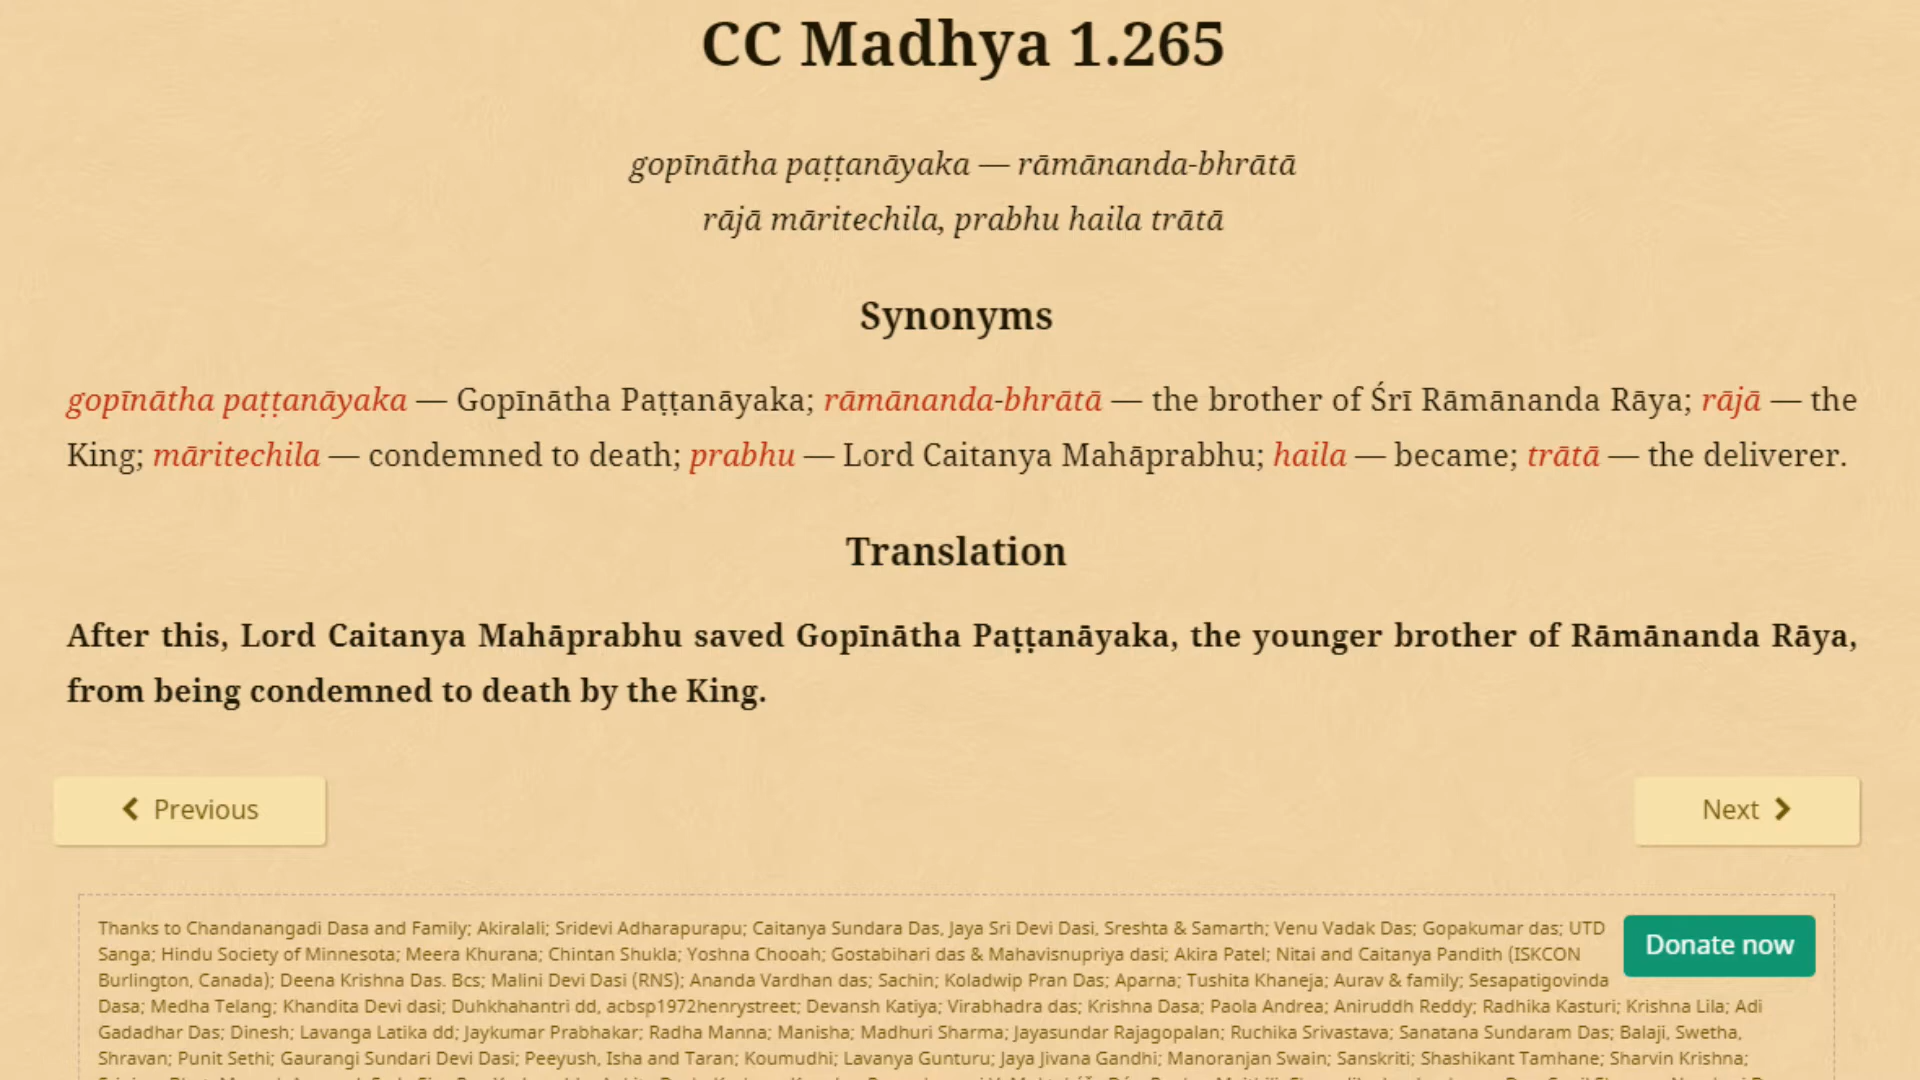 CC Madhya 1.265
gopīnātha paṭṭanāyaka — rāmānanda-bhrātā
rājā māritechila, prabhu haila trātā
Synonyms
gopīnātha paṭṭanāyaka — Gopīnātha Paṭṭanāyaka; rāmānanda-bhrātā — the brother of Śrī Rāmānanda Rāya; rājā — the
King; māritechila — condemned to death; prabhu — Lord Caitanya Mahāprabhu; haila — became; trātā — the deliverer.
Translation
After this, Lord Caitanya Mahāprabhu saved Gopīnātha Paṭṭanāyaka, the younger brother of Rāmānanda Rāya,
from being condemned to death by the King.
Previous
Next
Thanks to Chandanangadi Dasa and Family; Akiralali; Sridevi Adharapurapu; Caitanya Sundara Das, Jaya Sri Devi Dasi, Sreshta & Samarth; Venu Vadak Das; Gopakumar das; UTD
Sanga; Hindu Society of Minnesota; Meera Khurana; Chintan Shukla; Yoshna Chooah; Gostabihari das & Mahavisnupriya dasi; Akira Patel; Nitai and Caitanya Pandith (ISKCON
Burlington, Canada); Deena Krishna Das. Bcs; Malini Devi Dasi (RNS); Ananda Vardhan das; Sachin; Koladwip Pran Das; Aparna; Tushita Khaneja; Aurav & family; Sesapatigovinda
Donate now
Dasa; Medha Telang; Khandita Devi dasi; Duhkhahantri dd, acbsp1972henrystreet; Devansh Katiya; Virabhadra das; Krishna Dasa; Paola Andrea; Aniruddh Reddy; Radhika Kasturi; Krishna Lila; Adi
Gadadhar Das; Dinesh; Lavanga Latika dd; Jaykumar Prabhakar; Radha Manna; Manisha; Madhuri Sharma; Jayasundar Rajagopalan; Ruchika Srivastava; Sanatana Sundaram Das; Balaji, Swetha,
Shravan; Punit Sethi; Gaurangi Sundari Devi Dasi; Peeyush, Isha and Taran; Koumudhi; Lavanya Gunturu; Jaya Jivana Gandhi; Manoranjan Swain; Sanskriti; Shashikant Tamhane; Sharvin Krishna;